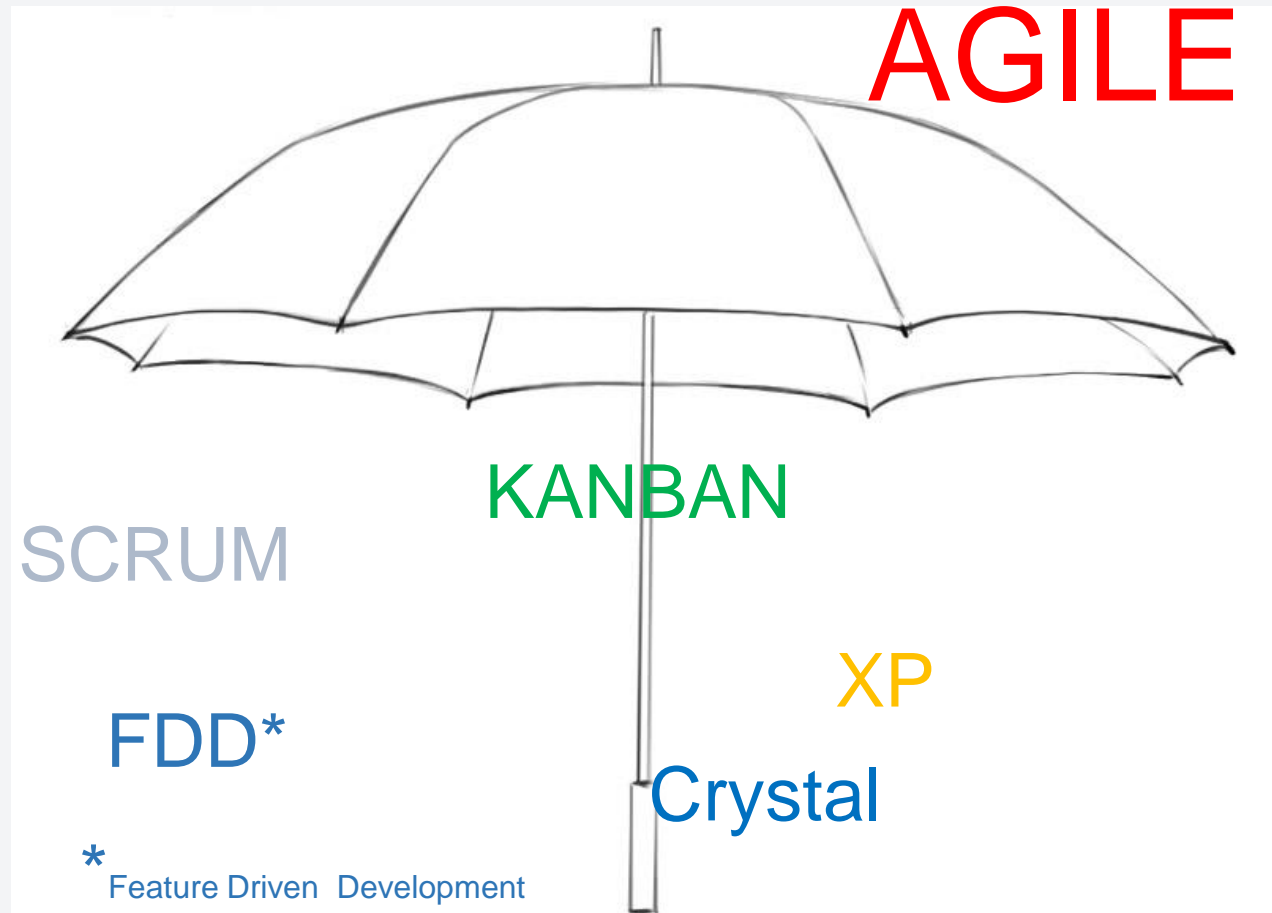 AGILE
KANBAN
SCRUM
XP
FDD*
Crystal
* Feature Driven Development